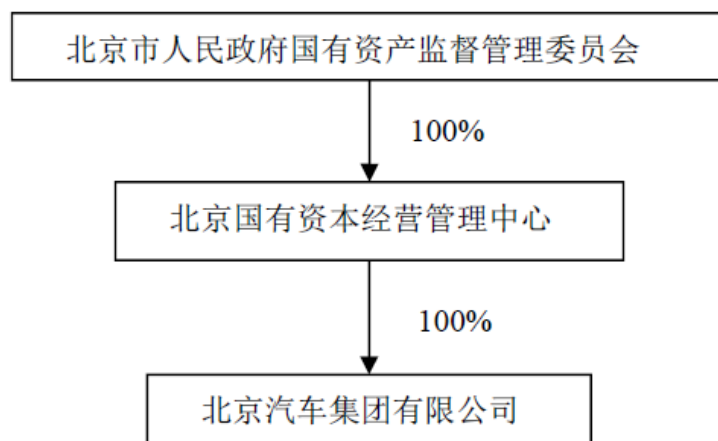 北京市人民政府国有资产监督管理委员会
100%
北京国有资本经营管理中心
100%
北京汽车集团有限公司